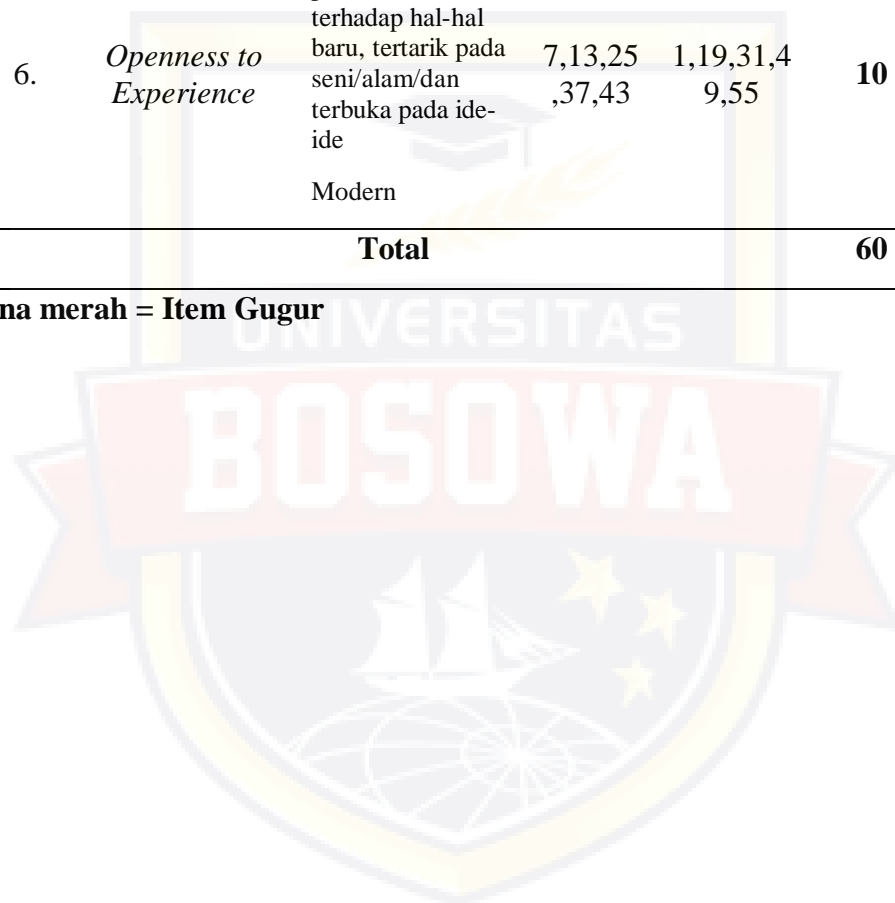 terhadap hal-hal
baru, tertarik pada
seni/alam/dan
terbuka pada ide-
ide
Modern
6.
Openness to
Experience
7,13,25
,37,43
1,19,31,4
9,55
10
Total
60
na merah = Item Gugur
UNIVERSITAS
BOSOWA